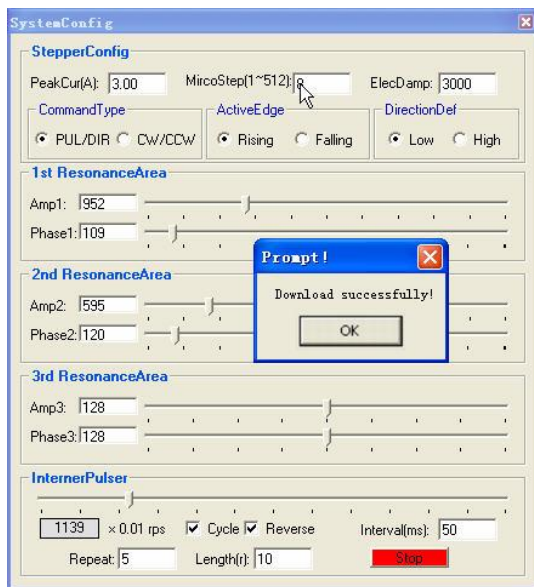 SystemConfig
StepperConfig
PeakCur(A): 3.00 MircoStep(1~512): 8 ElecDamp: 3000
CommandType ActiveEdge DirectionDef
PUL/DIR CW/CCW Rising Falling Low High
1st ResonanceArea
Amp1: 952
Phase1: 109
Prompt!
Download successfully!
OK
2nd ResonanceArea
Amp2: 595
Phase2: 120
3rd ResonanceArea
Amp3: 128
Phase3: 128
InternerPulser
1139 × 0.01 rps Cycle Reverse Interval(ms): 50
Repeat: 5 Length(r): 10 Stop